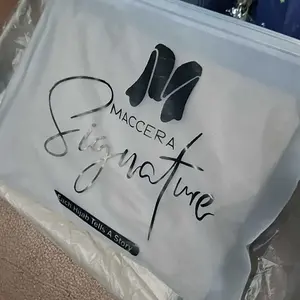 MACCERA
Signature
Each Hijab Tells A Story